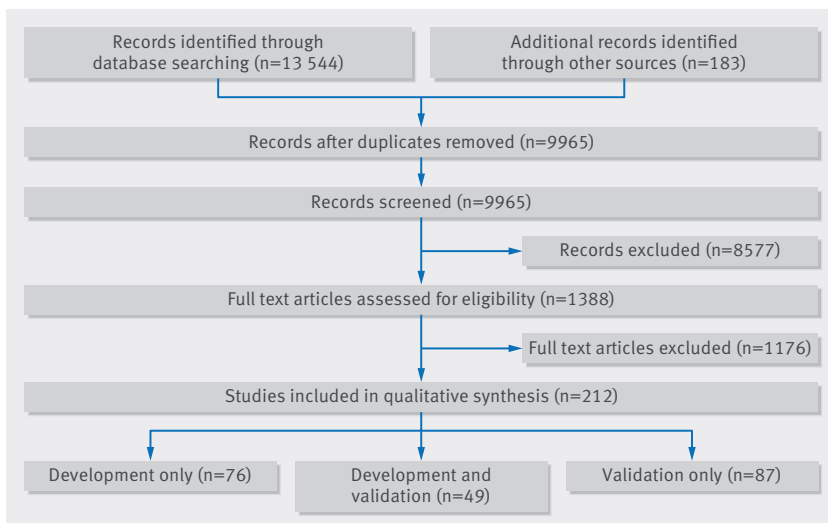 Records identified through
database searching (n=13 544)
Additional records identified
through other sources (n=183)
Records after duplicates removed (n=9965)
Records screened (n=9965)
Records excluded (n=8577)
Full text articles assessed for eligibility (n=1388)
Full text articles excluded (n=1176)
Studies included in qualitative synthesis (n=212)
Development only (n=76)
Development and
validation (n=49)
Validation only (n=87)